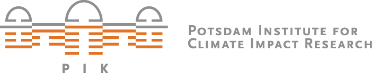 POTSDAM INSTITUTE FOR
CLIMATE IMPACT RESEARCH
PIK